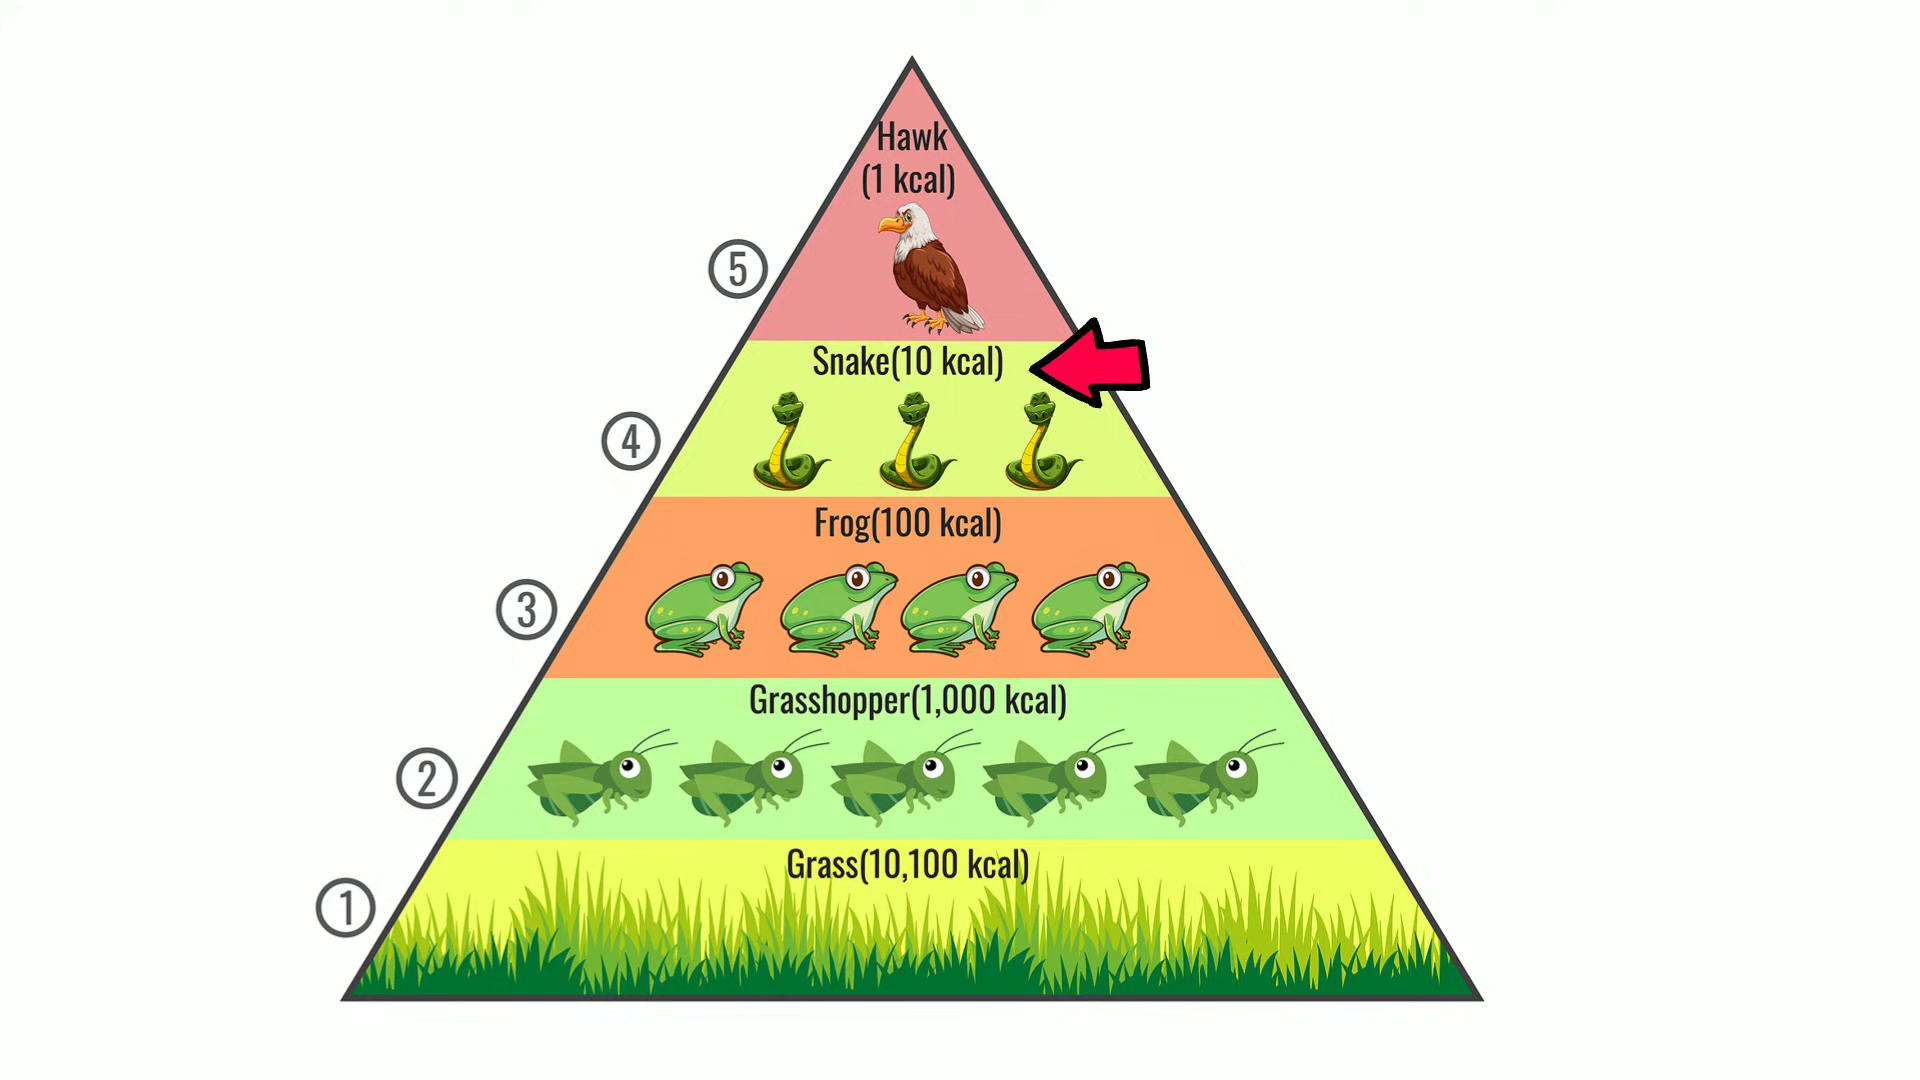 Hawk
(1 kcal)
5
Snake(10 kcal)
4
Frog(100 kcal)
3
Grasshopper(1,000 kcal)
2
Grass(10,100 kcal)
1